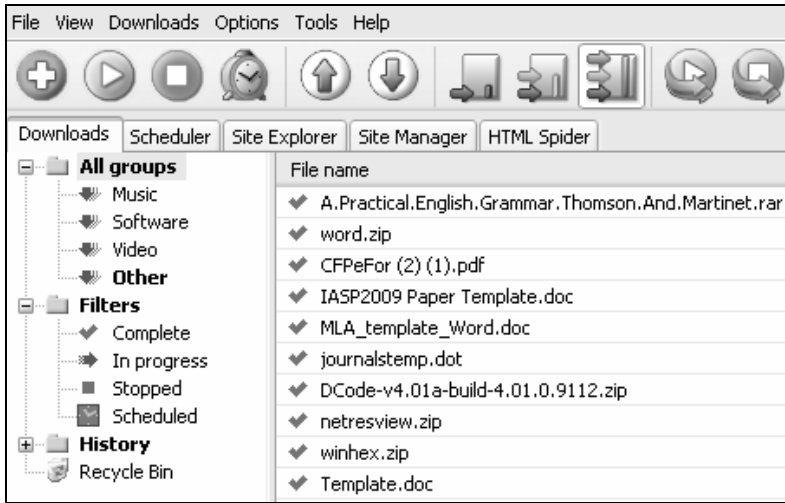 File View Downloads Options Tools Help
Downloads Scheduler Site Explorer Site Manager HTML Spider
All groups
Music
Software
Video
Other
Filters
Complete
In progress
Stopped
Scheduled
History
Recycle Bin
File name
A.Practical.English.Grammar.Thomson.And.Martinet.rar
word.zip
CFPeFor (2) (1).pdf
IASP2009 Paper Template.doc
MLA_template_Word.doc
journalstemp.dot
DCode-v4.01a-build-4.01.0.9112.zip
netresview.zip
winhex.zip
Template.doc